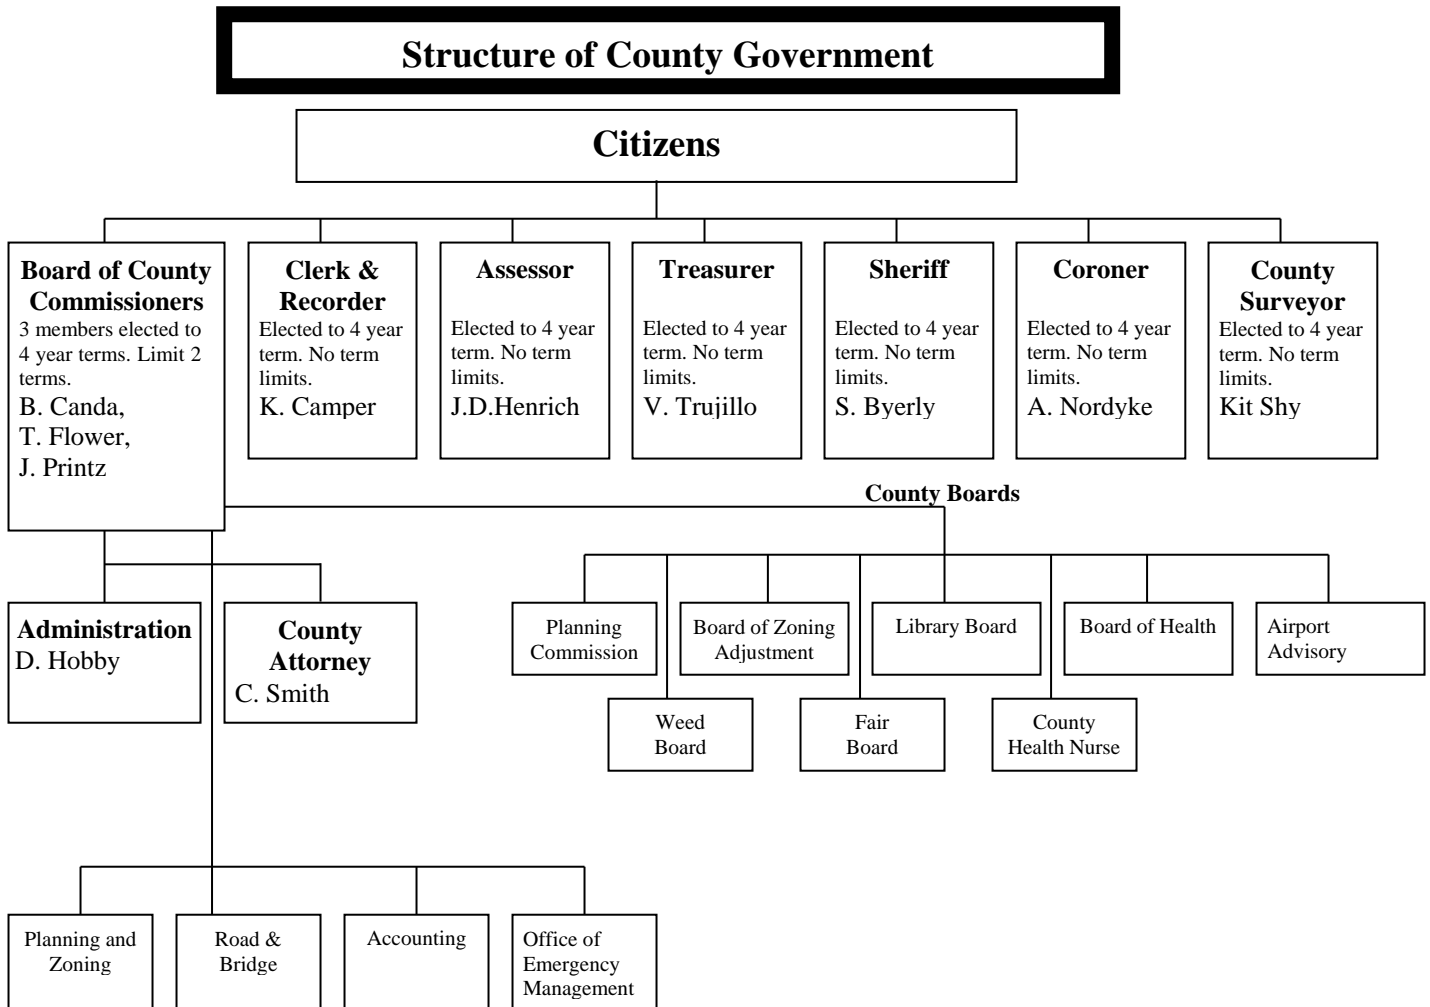 Structure of County Government
Citizens
Board of County
Commissioners
3 members elected to
4 year terms. Limit 2
terms.
B. Canda,
T. Flower,
J. Printz
Clerk &
Recorder
Elected to 4 year
term. No term
limits.
K. Camper
Assessor
Elected to 4 year
term. No term
limits.
J.D.Henrich
Treasurer
Elected to 4 year
term. No term
limits.
V. Trujillo
Sheriff
Elected to 4 year
term. No term
limits.
S. Byerly
Coroner
Elected to 4 year
term. No term
limits.
A. Nordyke
County
Surveyor
Elected to 4 year
term. No term
limits.
Kit Shy
County Boards
Administration
D. Hobby
County
Attorney
C. Smith
Planning
Commission
Board of Zoning
Adjustment
Library Board
Board of Health
Airport
Advisory
Weed
Board
Fair
Board
County
Health Nurse
Planning and
Zoning
Road &
Bridge
Accounting
Office of
Emergency
Management